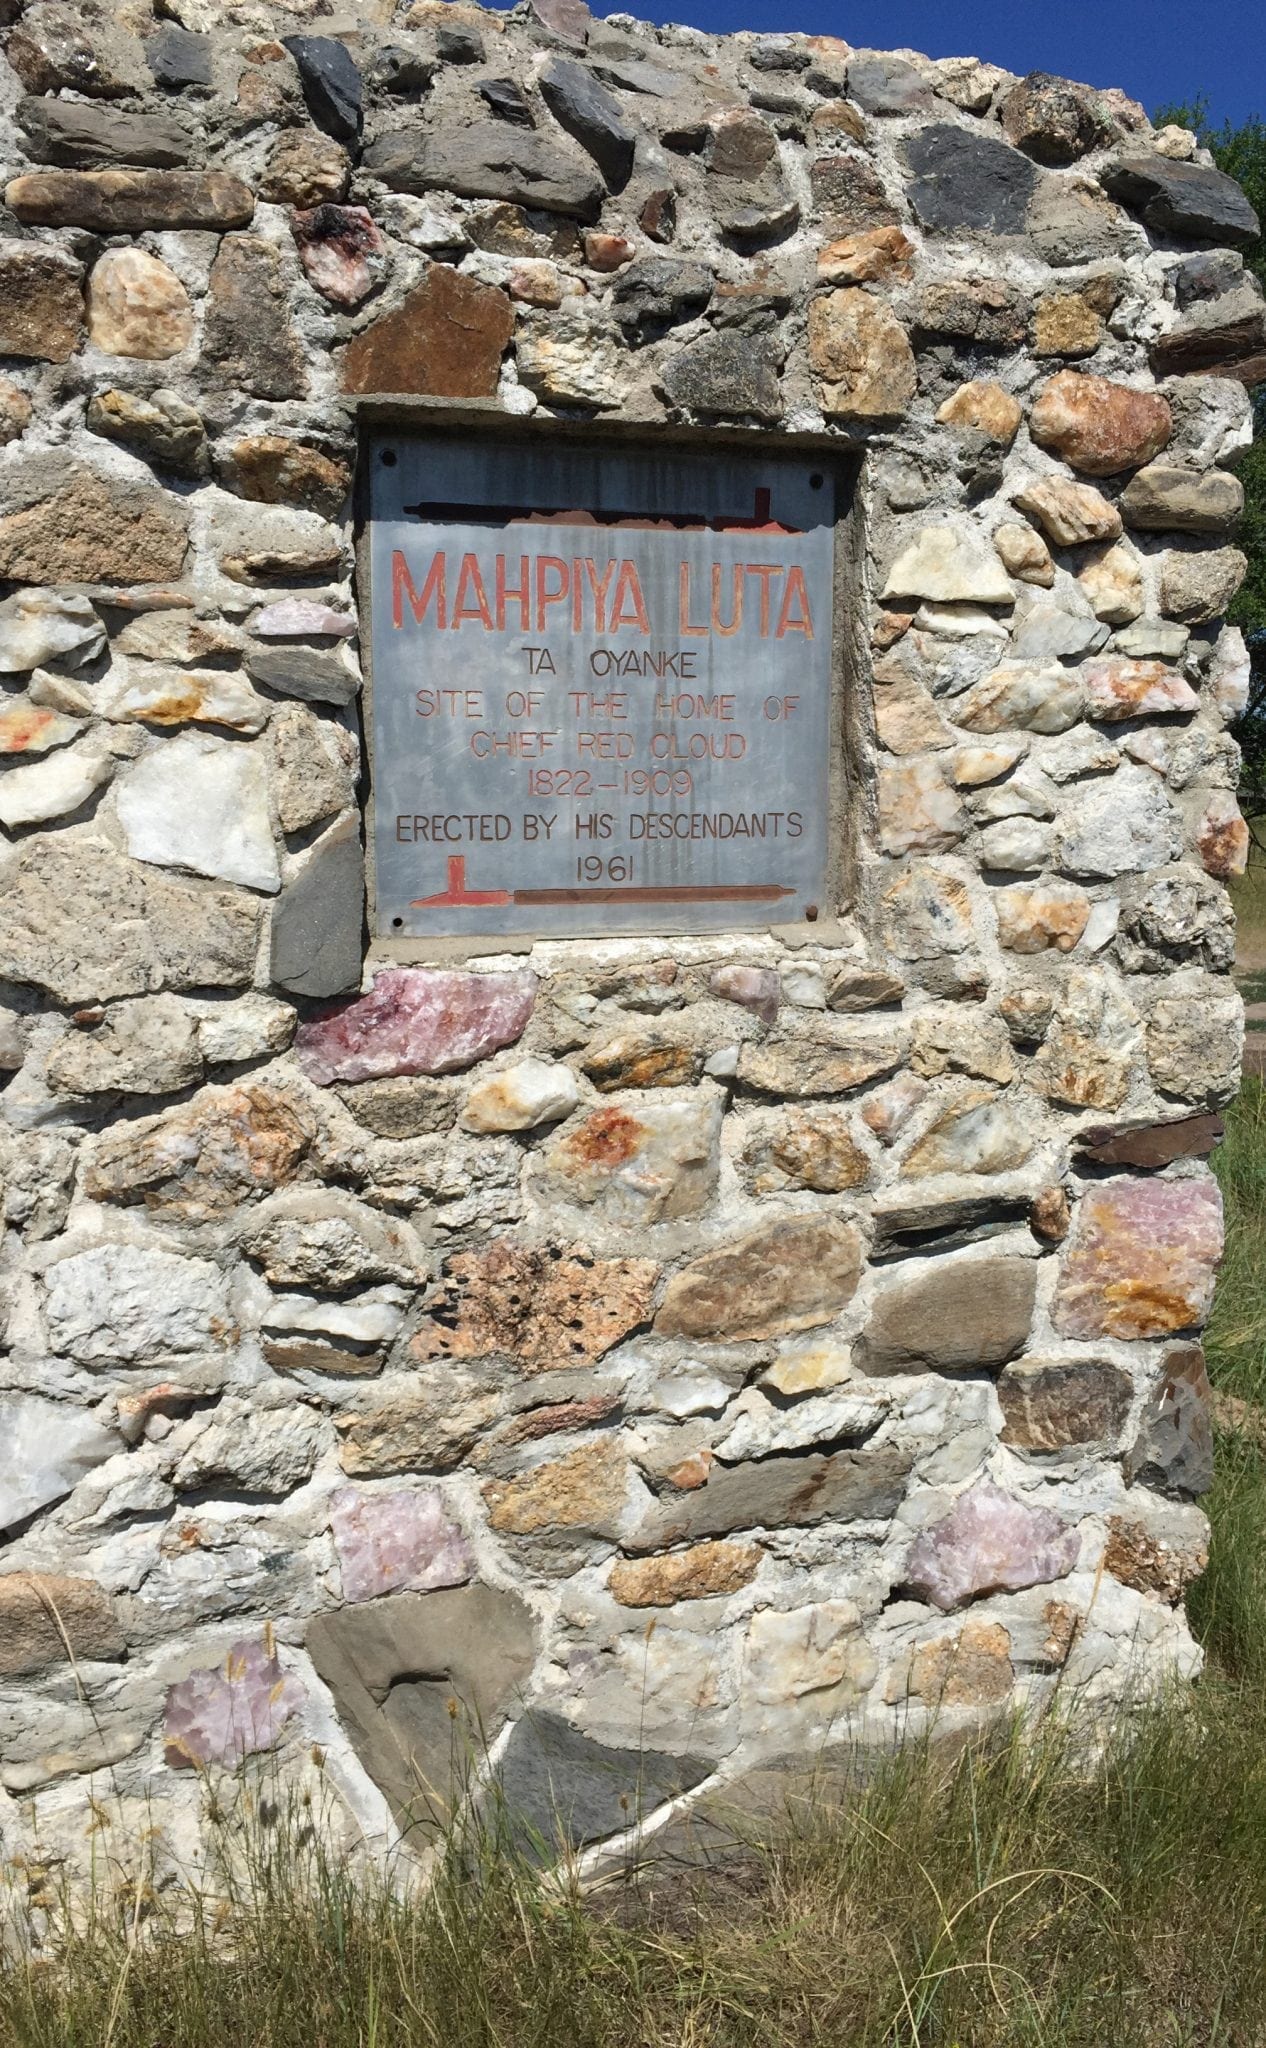 MAHPIYA LUTA
TA OYANKE
SITE OF THE HOME OF
CHIEF RED CLOUD
1822-1909
ERECTED BY HIS DESCENDANTS
1961